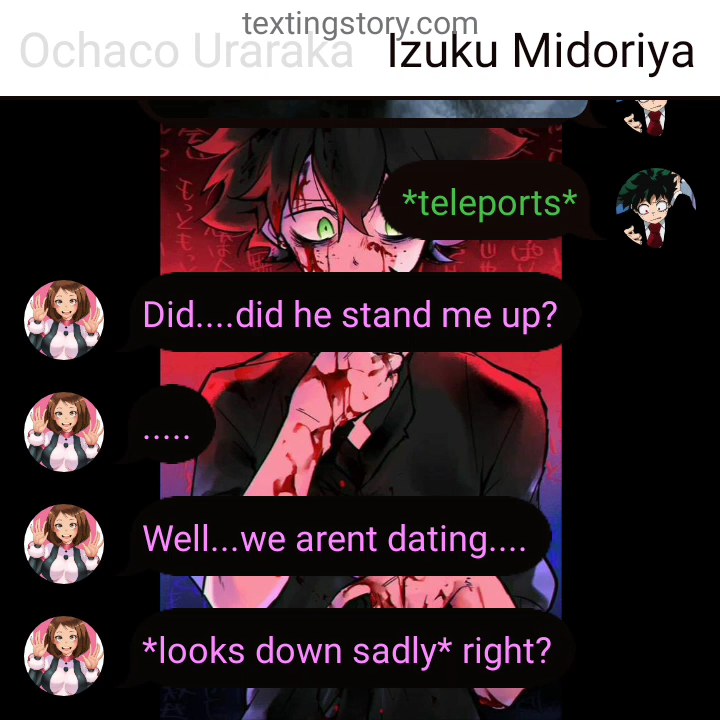 textingstory.com
Ochaco Uraraka Izuku Midoriya
*teleports*
Did....did he stand me up?
.....
Well...we arent dating....
*looks down sadly* right?